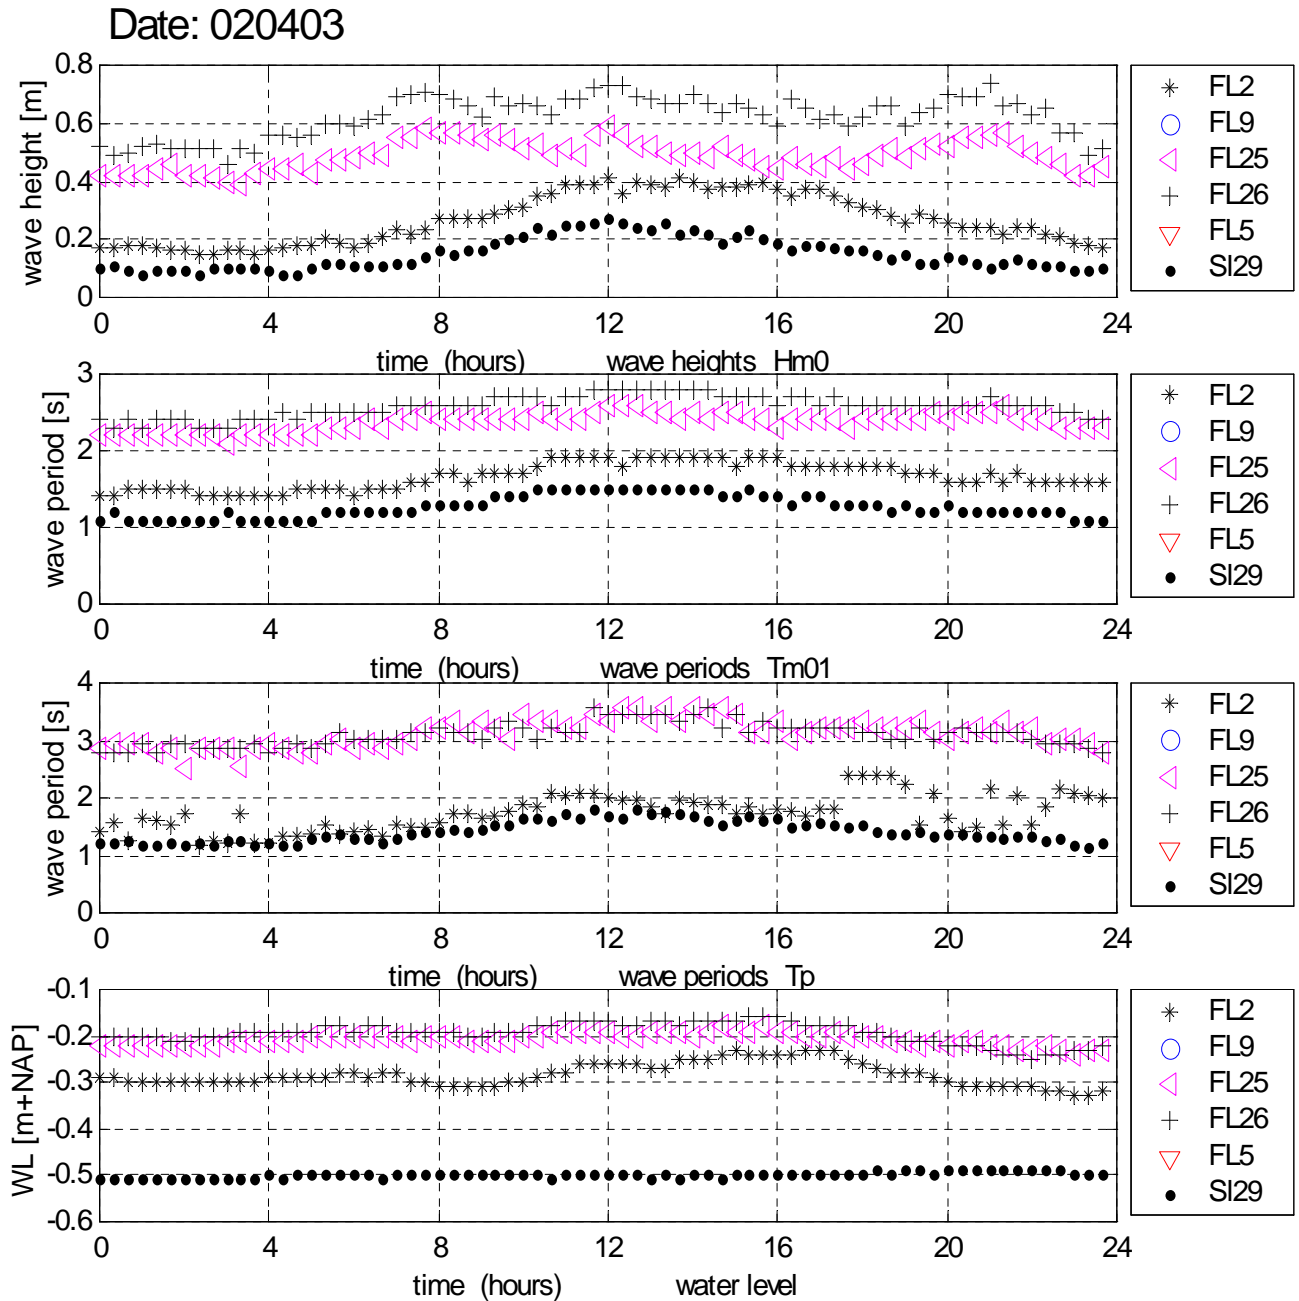 Date: 020403
wave height [m]
0.8
0.6
0.4
0.2
0
0 4 8 12 16 20 24
time (hours) wave heights Hm0
FL2
FL9
FL25
FL26
FL5
SI29
wave period [s]
3
2
1
0
0 4 8 12 16 20 24
time (hours) wave periods Tm01
FL2
FL9
FL25
FL26
FL5
SI29
wave period [s]
4
3
2
1
0
0 4 8 12 16 20 24
time (hours) wave periods Tp
FL2
FL9
FL25
FL26
FL5
SI29
WL [m+NAP]
-0.1
-0.2
-0.3
-0.4
-0.5
-0.6
0 4 8 12 16 20 24
time (hours) water level
FL2
FL9
FL25
FL26
FL5
SI29